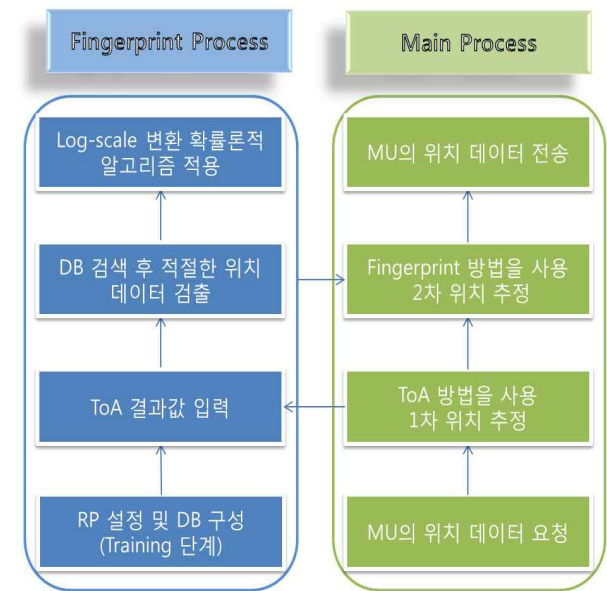 Fingerprint Process
Log-scale 변환 확률론적
알고리즘 적용
DB 검색 후 적절한 위치
데이터 검출
ToA 결과값 입력
RP 설정 및 DB 구성
(Training 단계)
Main Process
MU의 위치 데이터 전송
Fingerprint 방법을 사용
2차 위치 추정
ToA 방법을 사용
1차 위치 추정
MU의 위치 데이터 요청